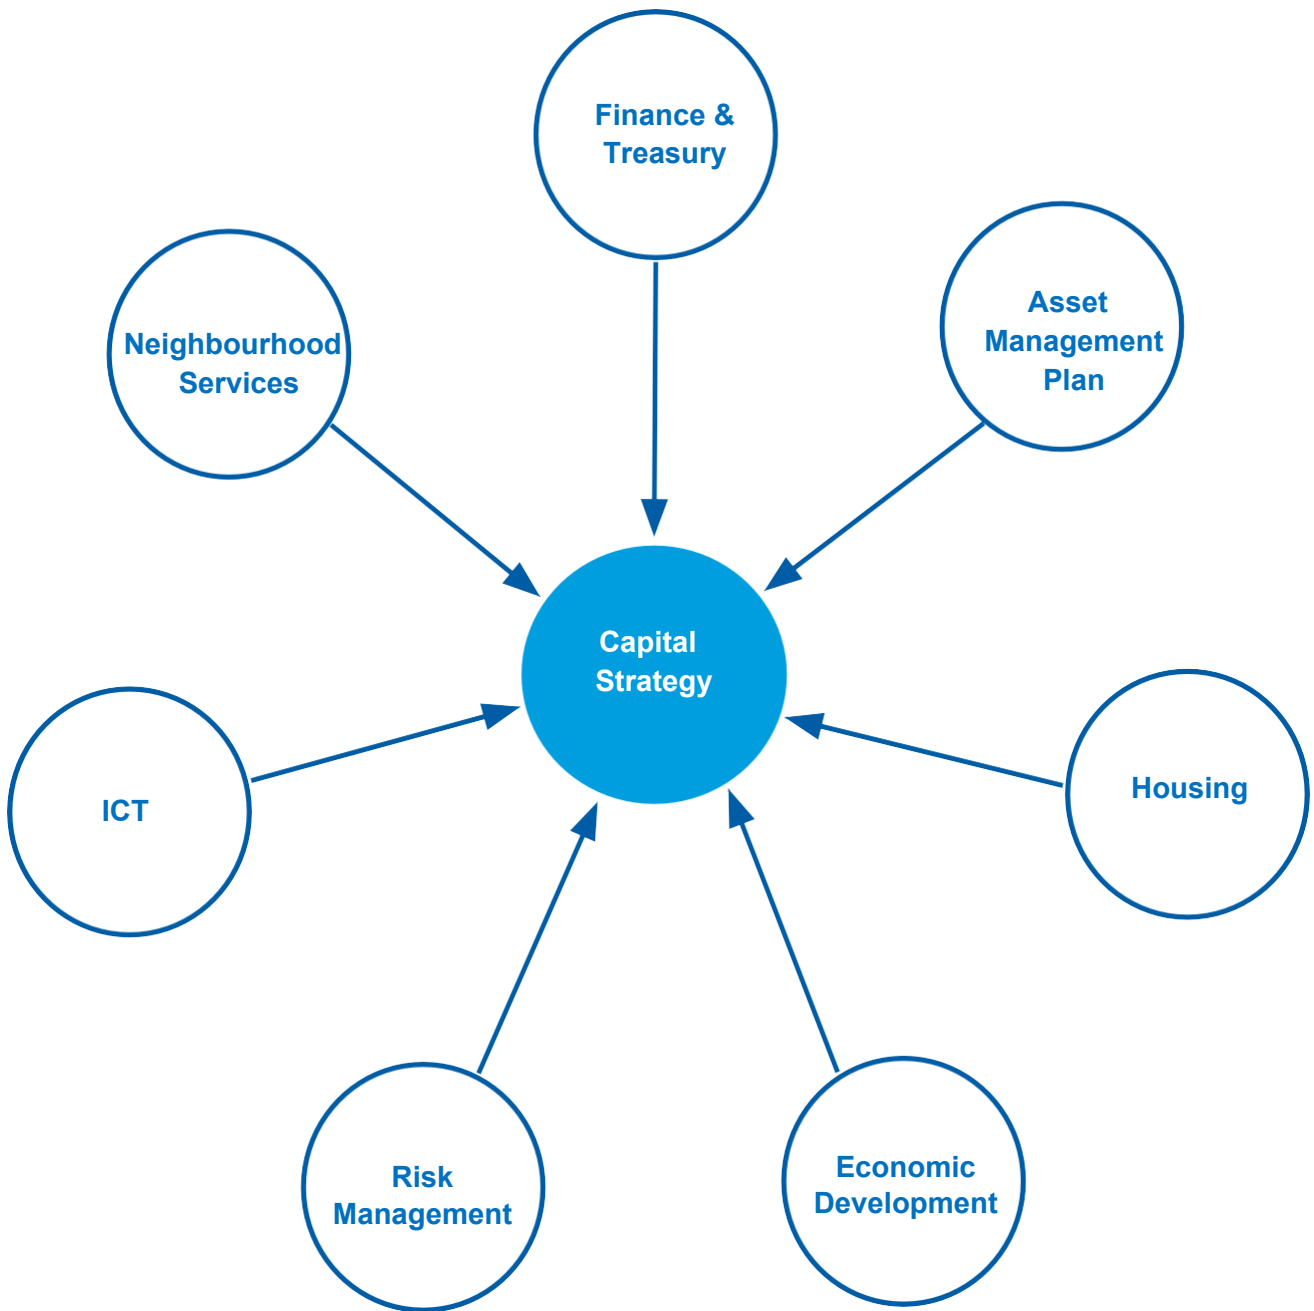 Finance &
Treasury
Asset
Management
Plan
Neighbourhood
Services
Capital
Strategy
Housing
ICT
Economic
Development
Risk
Management